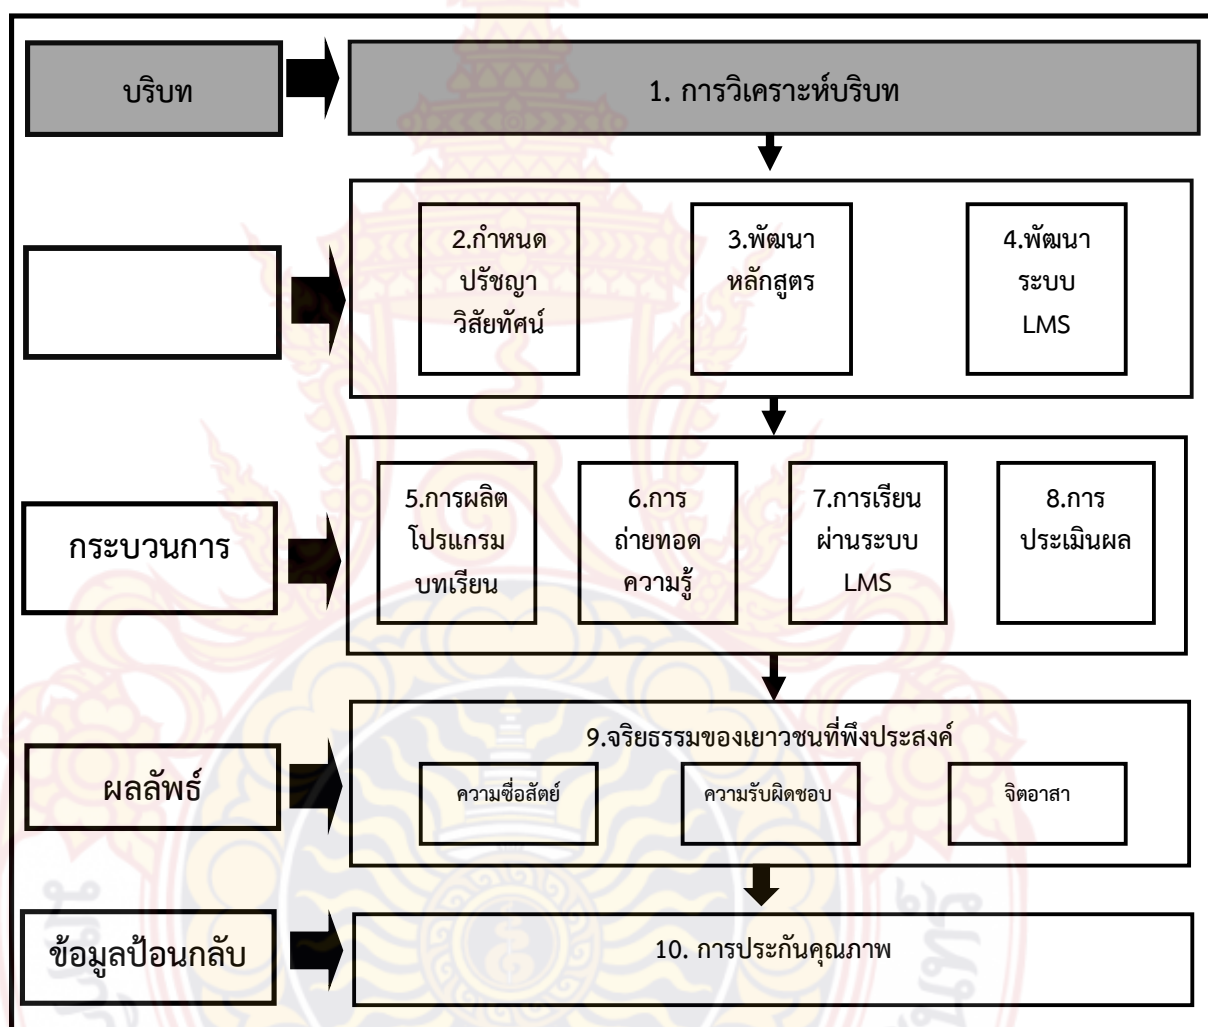 บริบท
1. การวิเคราะห์บริบท
2.กำหนด
ปรัชญา
วิสัยทัศน์
3.พัฒนา
หลักสูตร
4.พัฒนา
ระบบ
LMS
กระบวนการ
5.การผลิต
โปรแกรม
บทเรียน
6.การ
ถ่ายทอด
ความรู้
7.การเรียน
ผ่านระบบ
LMS
8.การ
ประเมินผล
ผลลัพธ์
9.จริยธรรมของเยาวชนที่พึงประสงค์
ความซื่อสัตย์
ความรับผิดชอบ
จิตอาสา
ข้อมูลป้อนกลับ
10. การประกันคุณภาพ